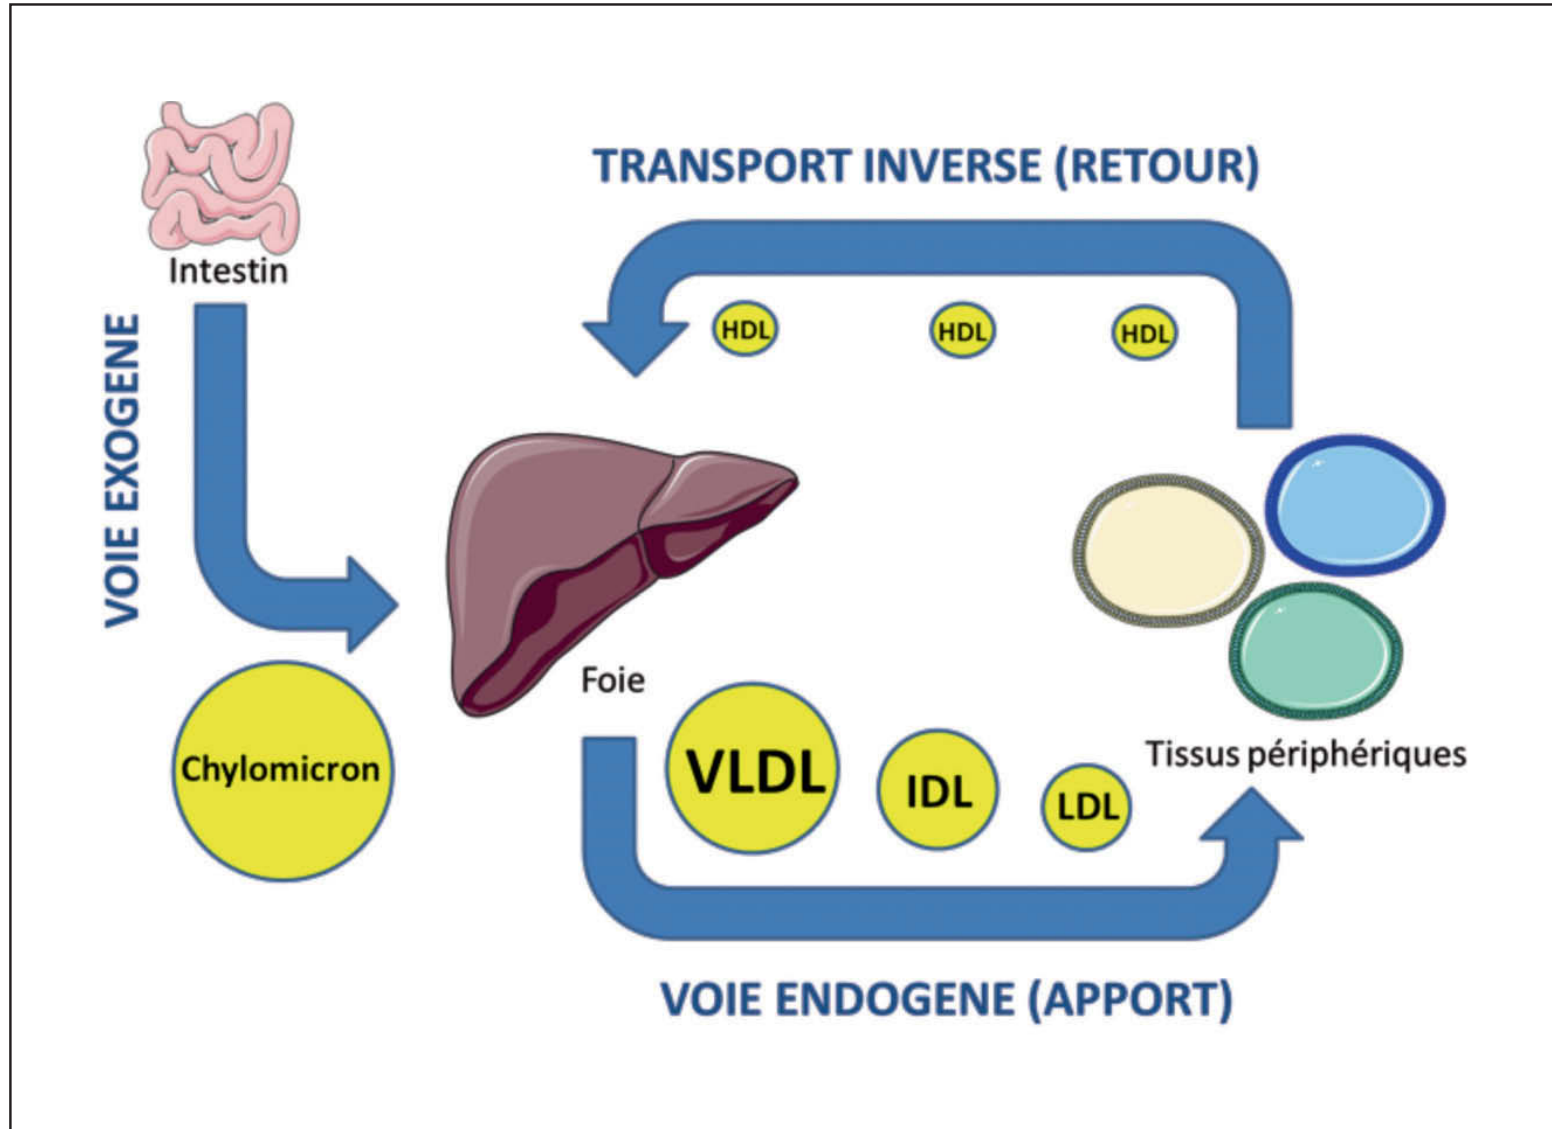 TRANSPORT INVERSE (RETOUR)
Intestin
VOIE EXOGENE
HDL
HDL
HDL
Foie
Chylomicron
VLDL
IDL
LDL
Tissus périphériques
VOIE ENDOGENE (APPORT)